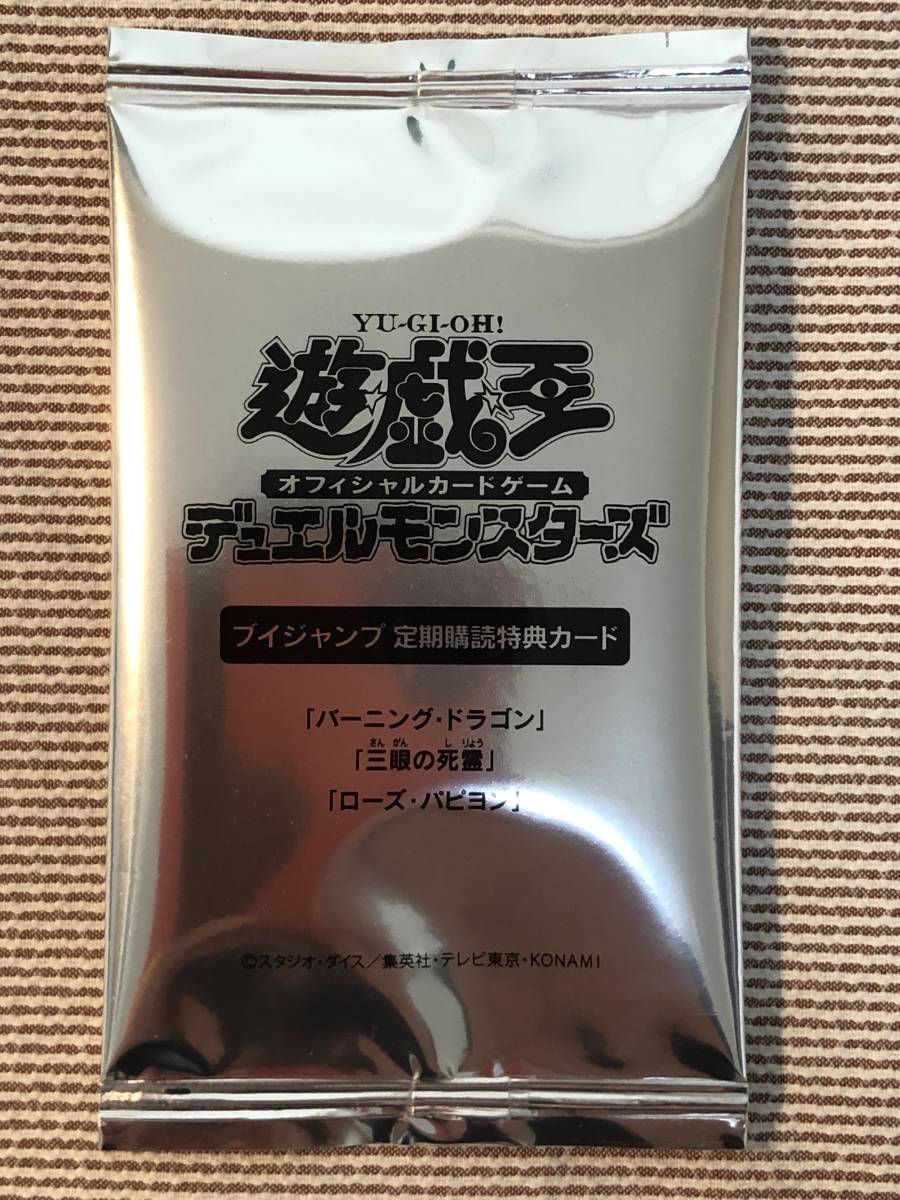 YU-GI-OH!
遊☆戯☆王
オフィシャルカードゲーム
デュエルモンスターズ
ブイジャンプ 定期購読特典カード
「バーニング・ドラゴン」
さん がん し りょう
「三眼の死霊」
「ローズ・パピヨン」
©スタジオ・ダイス/集英社・テレビ東京・KONAMI